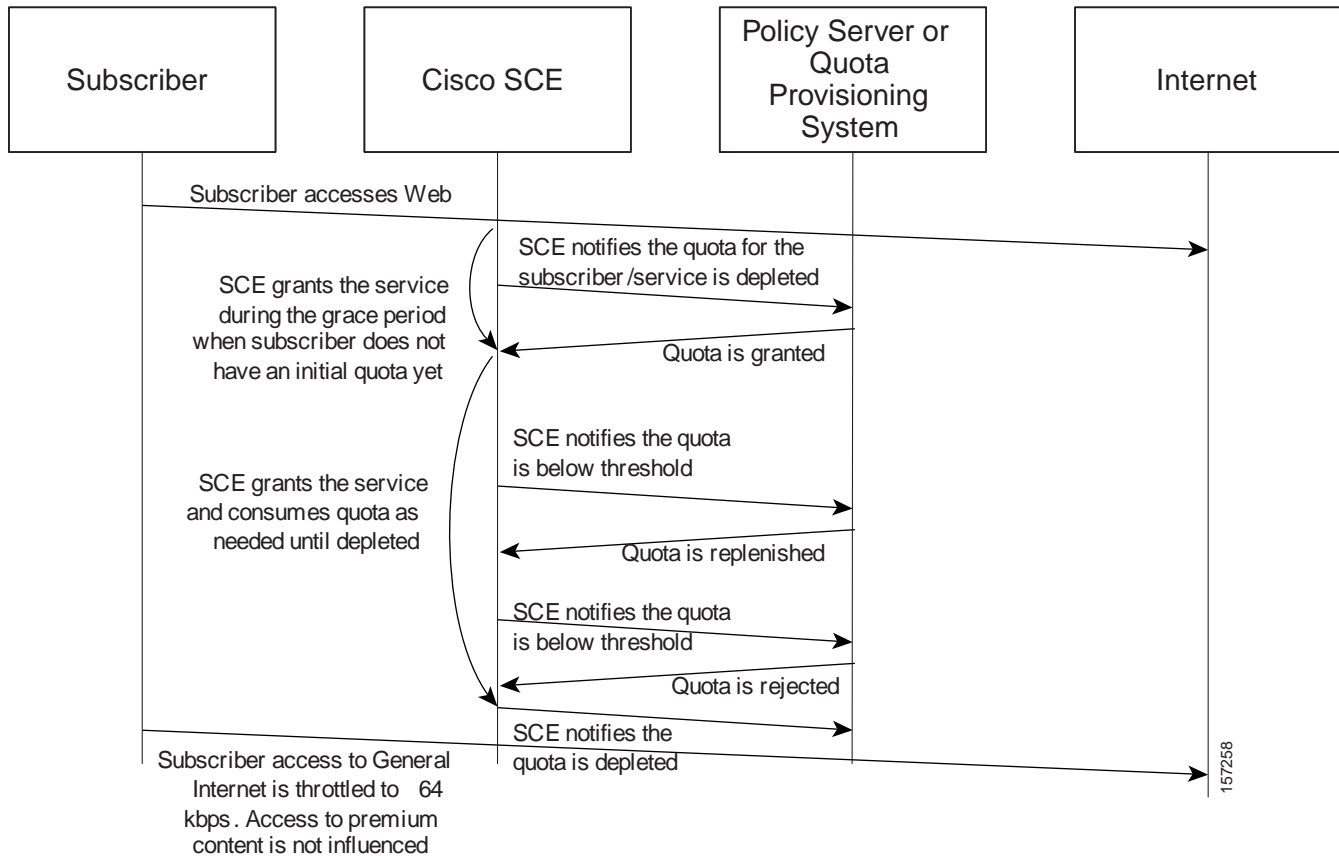 Subscriber
Cisco SCE
Policy Server or
Quota
Provisioning
System
Internet
Subscriber accesses Web
SCE notifies the quota for the
subscriber/service is depleted
SCE grants the service
during the grace period
when subscriber does not
have an initial quota yet
Quota is granted
SCE notifies the quota
is below threshold
SCE grants the service
and consumes quota as
needed until depleted
Quota is replenished
SCE notifies the quota
is below threshold
Quota is rejected
SCE notifies the
quota is depleted
Subscriber access to General
Internet is throttled to 64
kbps. Access to premium
content is not influenced
157258